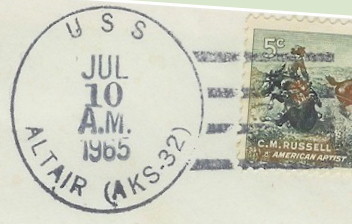 USS
JUL
10
A.M.
1965
ALTAIR (AKS-32)
5c
C.M. RUSSELL
AMERICAN ARTIST